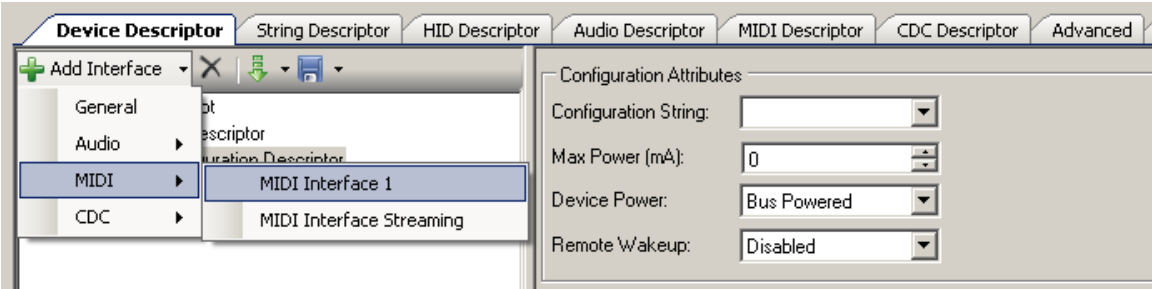 Device Descriptor String Descriptor HID Descriptor Audio Descriptor MIDI Descriptor CDC Descriptor Advanced
Add Interface
General
Audio
MIDI
CDC
MIDI Interface 1
MIDI Interface Streaming
Configuration Attributes
Configuration String:
Max Power (mA): 0
Device Power: Bus Powered
Remote Wakeup: Disabled